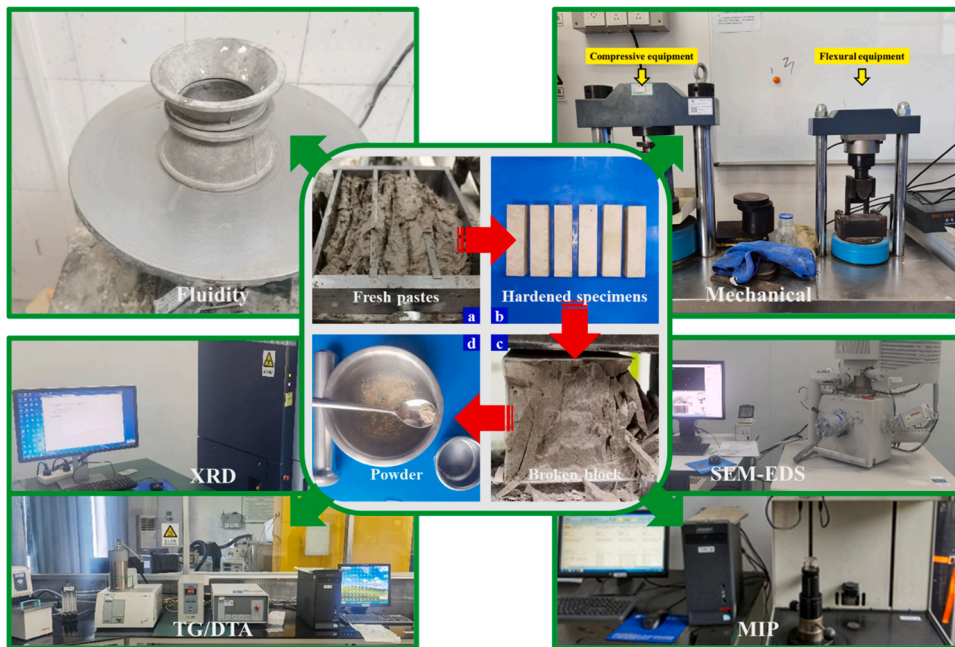 Compressive equipment
Flexural equipment
Fluidity
Fresh pastes
a
Hardened specimens
b
Mechanical
d
c
XRD
Powder
Broken block
SEM-EDS
TG/DTA
MIP